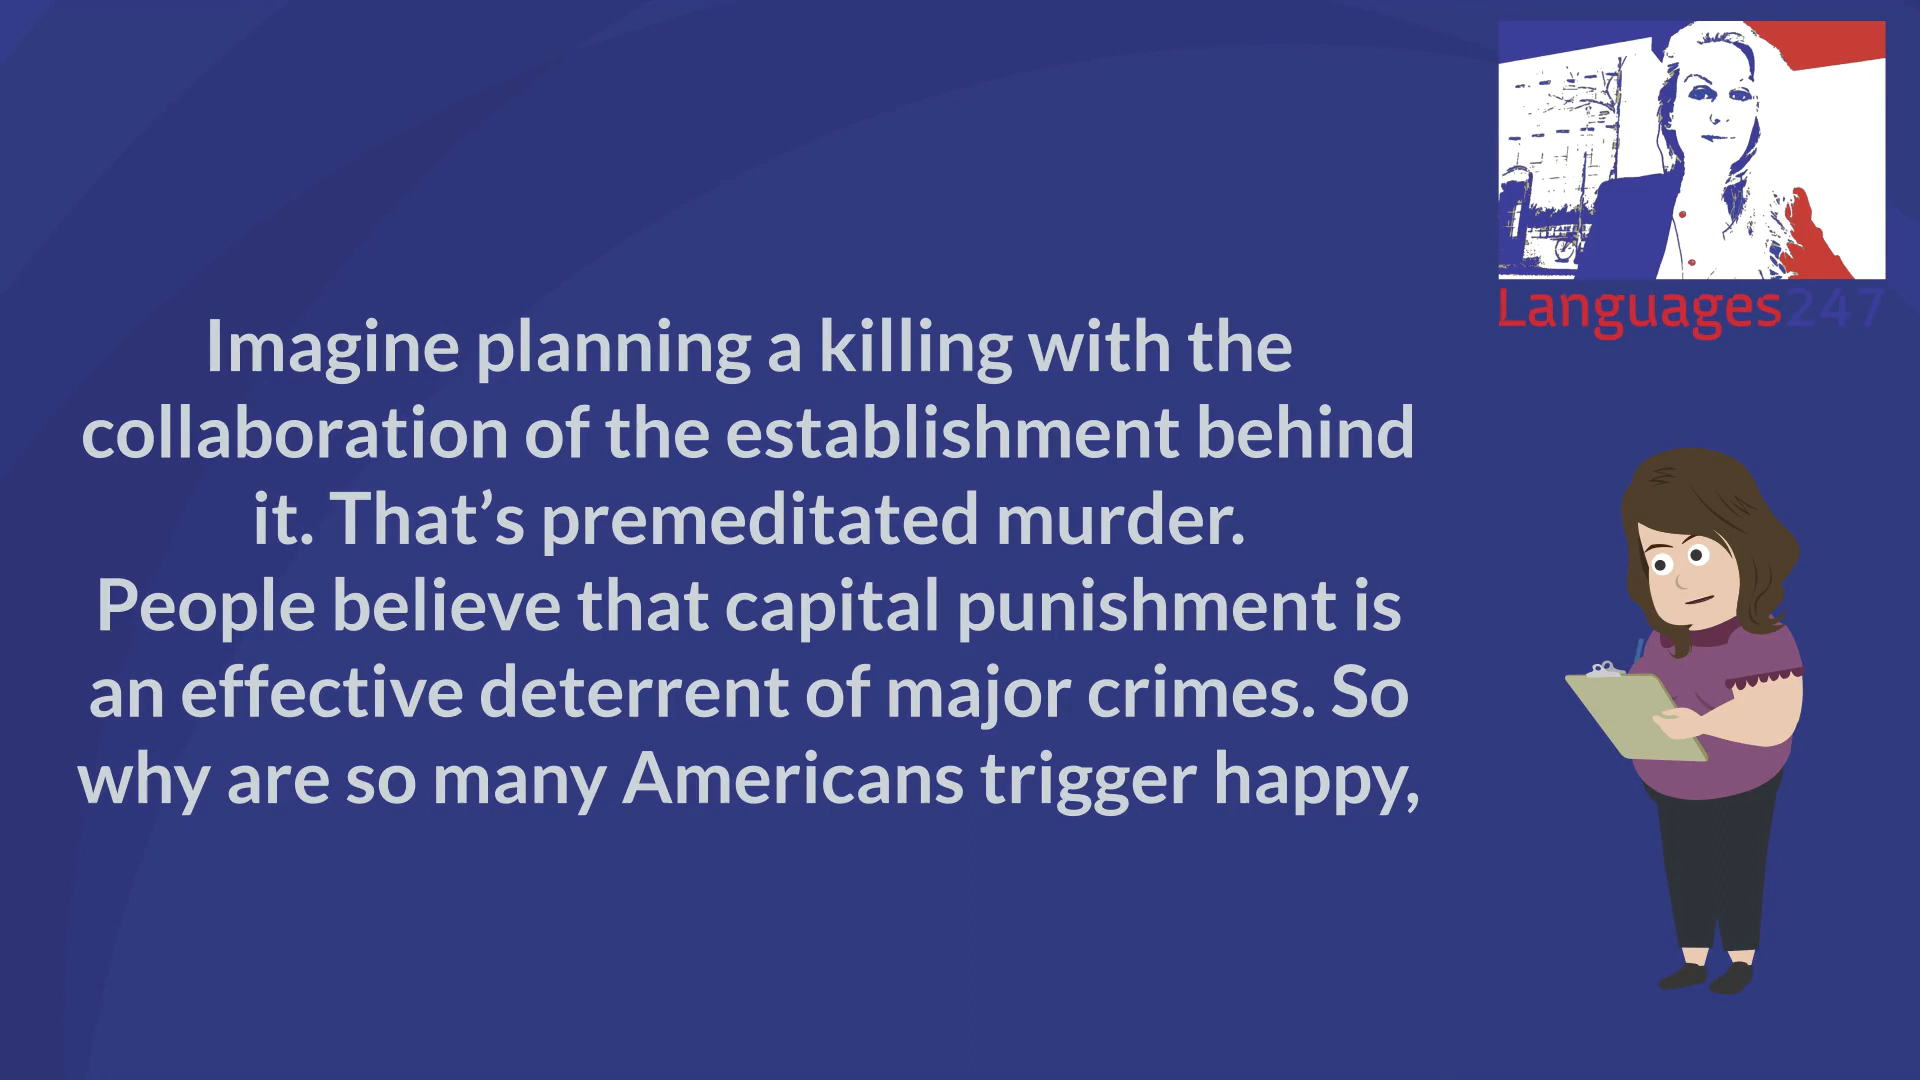 Languages247
Imagine planning a killing with the
collaboration of the establishment behind
it. That’s premeditated murder.
People believe that capital punishment is
an effective deterrent of major crimes. So
why are so many Americans trigger happy,